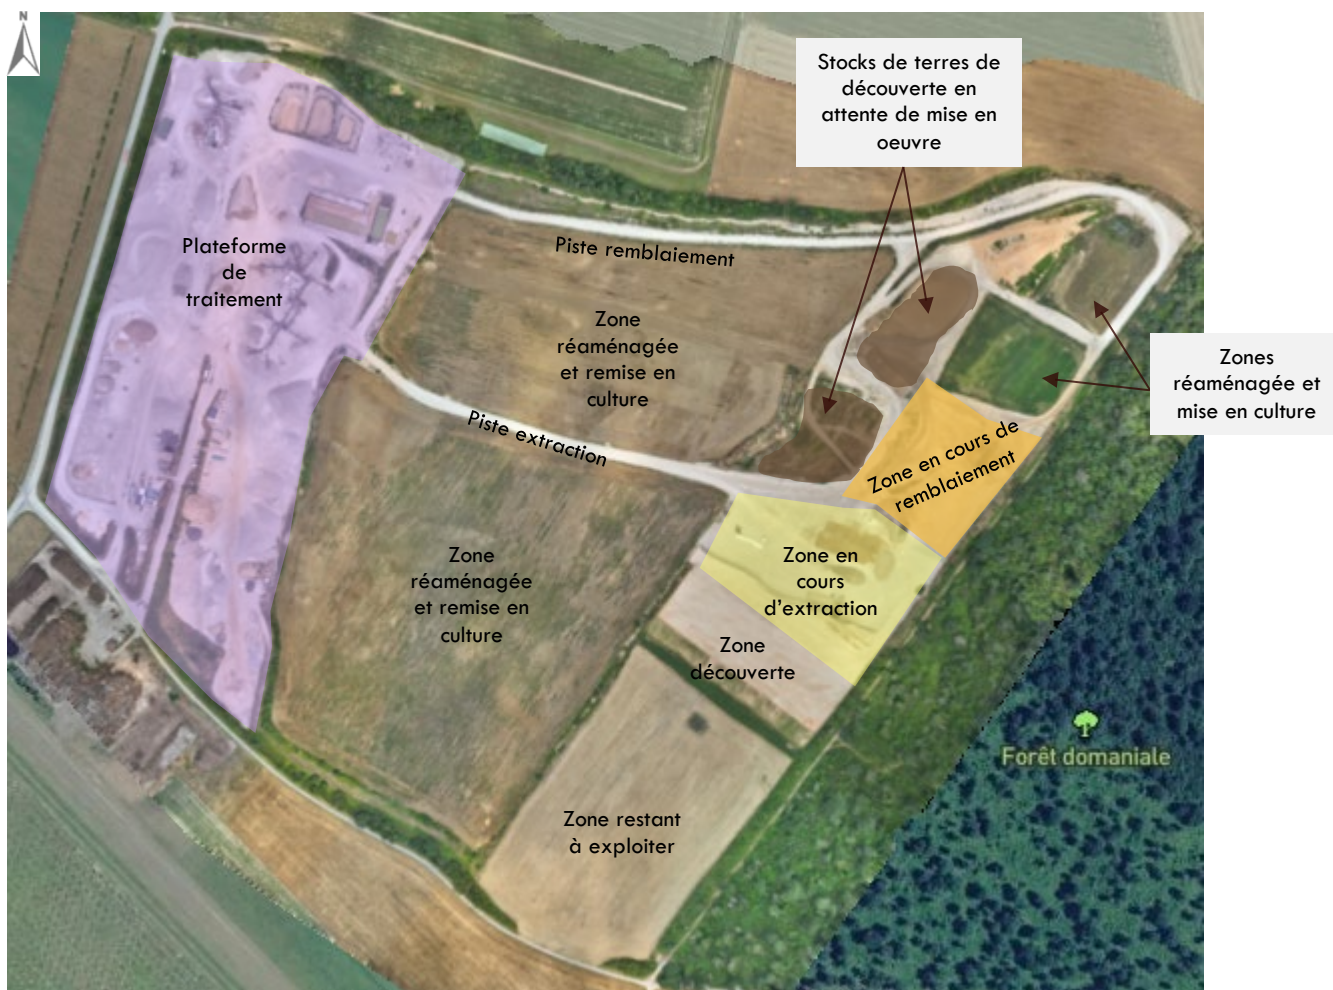 N
Stocks de terres de
découverte en
attente de mise en
oeuvre
Plateforme
de
traitement
Piste remblaiement
Zone
réaménagée
et remise en
culture
Zones
réaménagée et
mise en culture
Piste extraction
Zone en cours de
remblaiement
Zone
réaménagée
et remise en
culture
Zone en
cours
d'extraction
Zone
découverte
Forêt domaniale
Zone restant
à exploiter